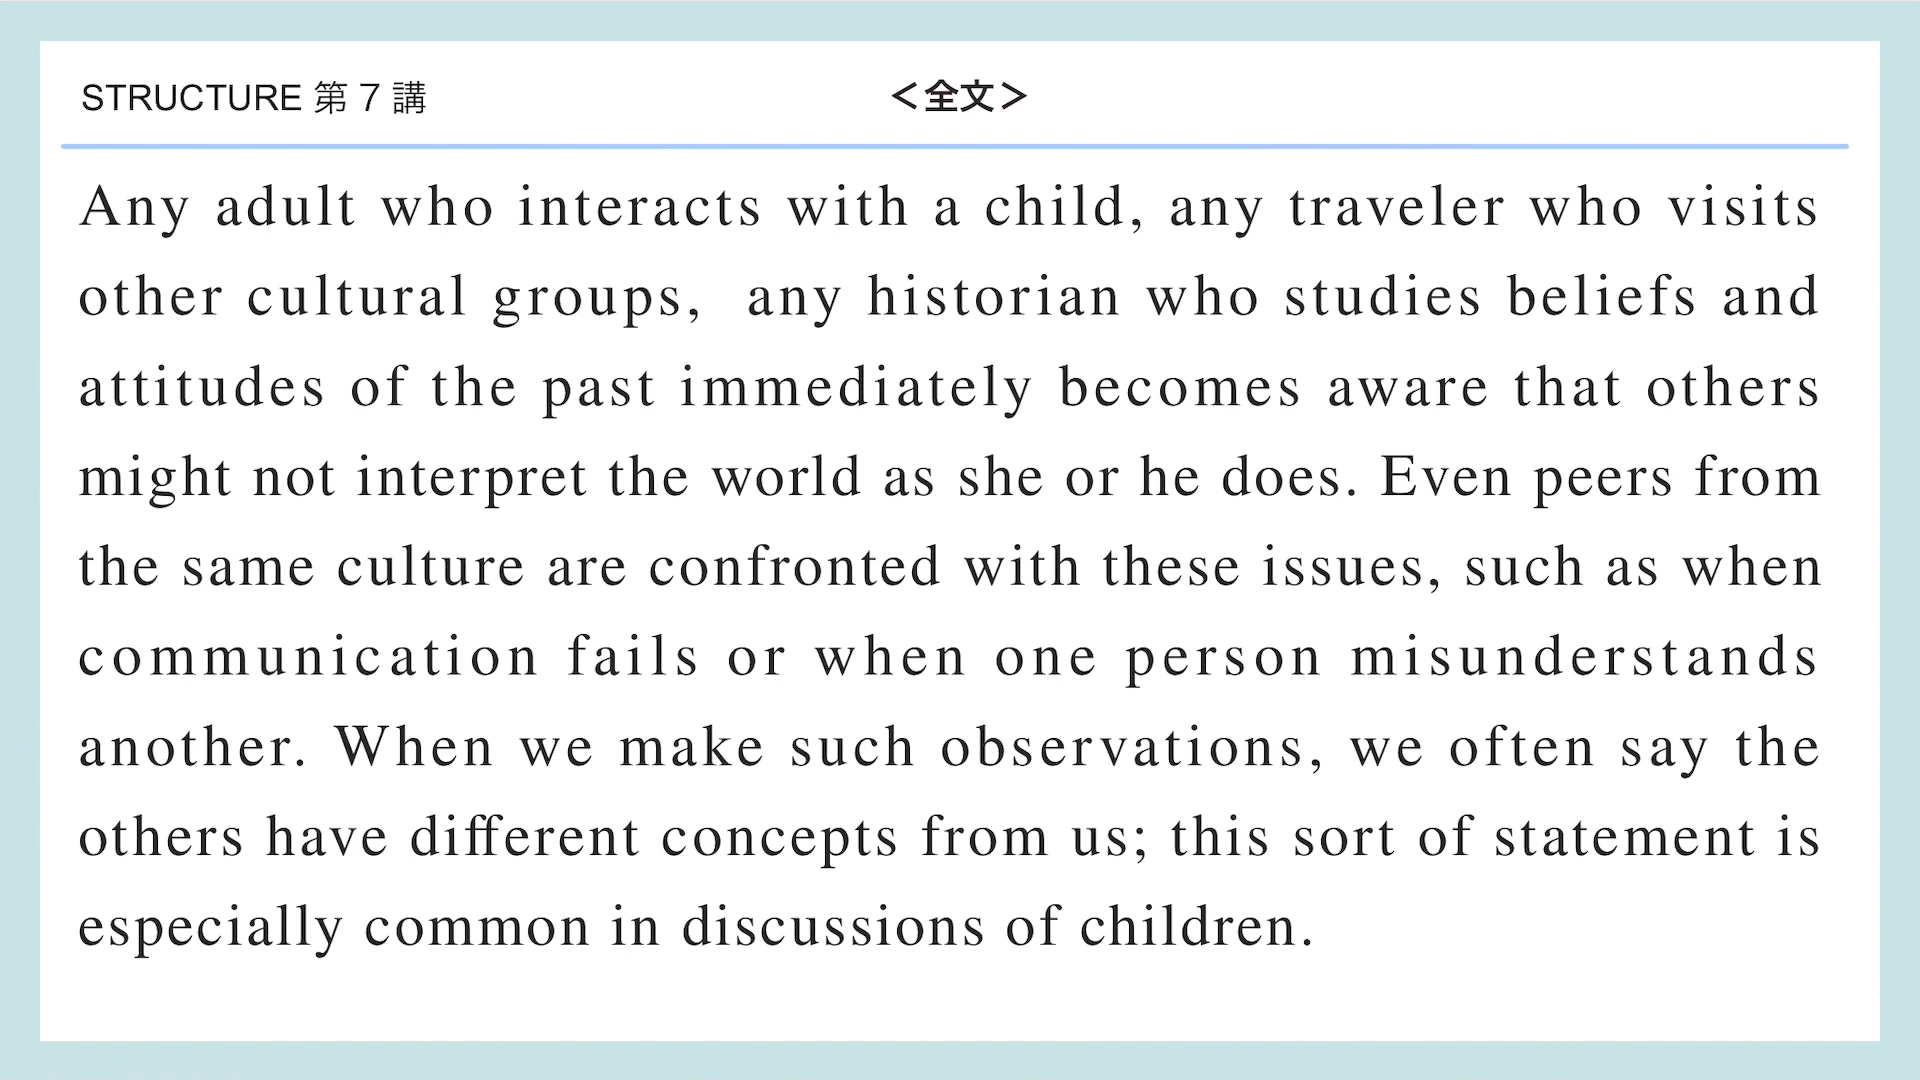 STRUCTURE 第 7 講
＜全文＞
Any adult who interacts with a child, any traveler who visits
other cultural groups,  any historian who studies beliefs and
attitudes of the past immediately becomes aware that others
might not interpret the world as she or he does. Even peers from
the same culture are confronted with these issues, such as when
communication fails or when one person misunderstands
another. When we make such observations, we often say the
others have different concepts from us; this sort of statement is
especially common in discussions of children.